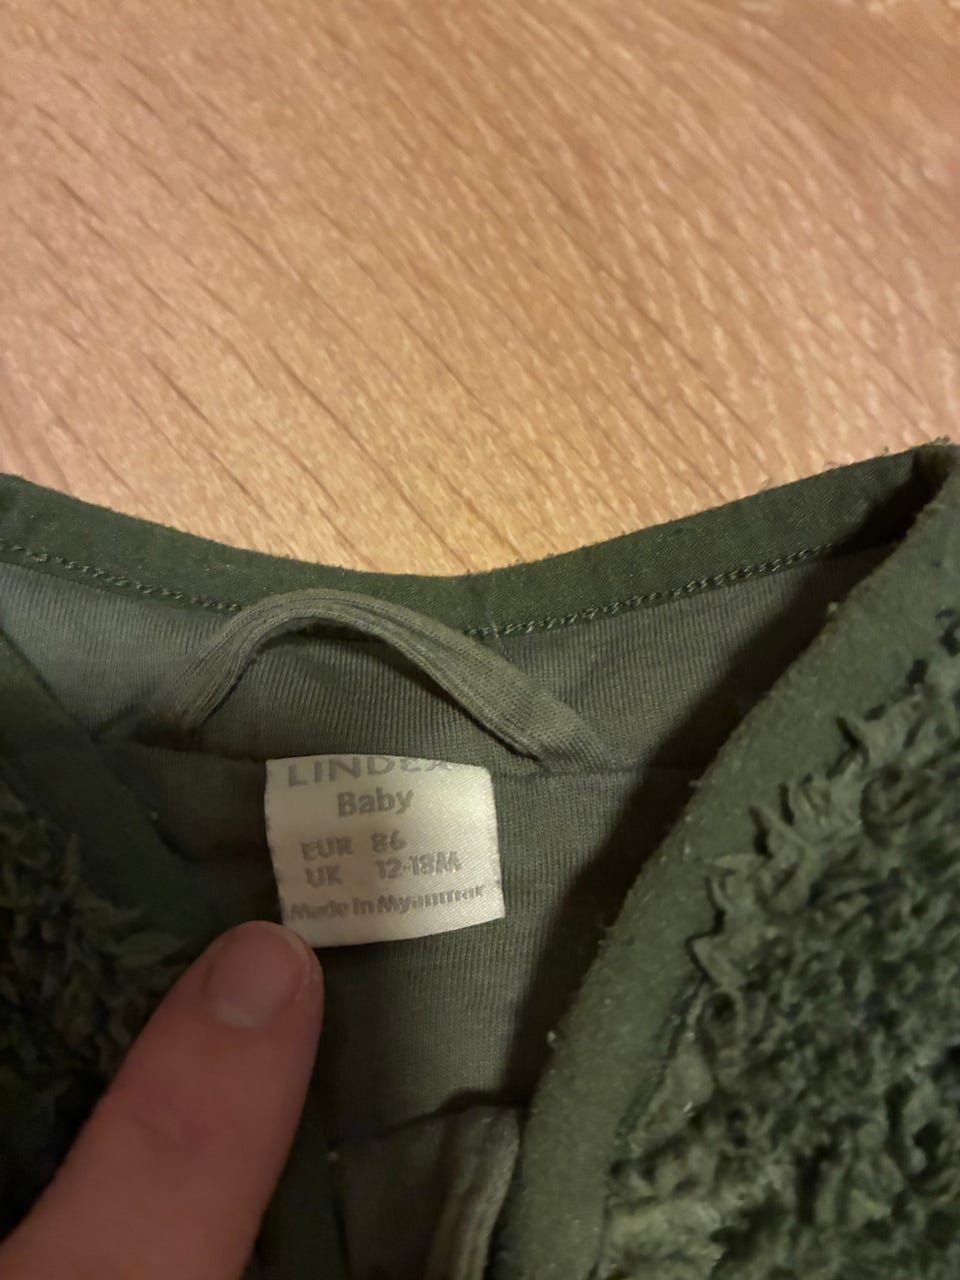 LINDEX
Baby
EUR 86
UK 12-18M
Made in Myanmar